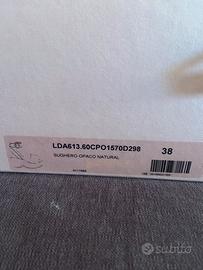 LDA613.60CPO1570D298
38
SUGHERO OPACO NATURAL
subito